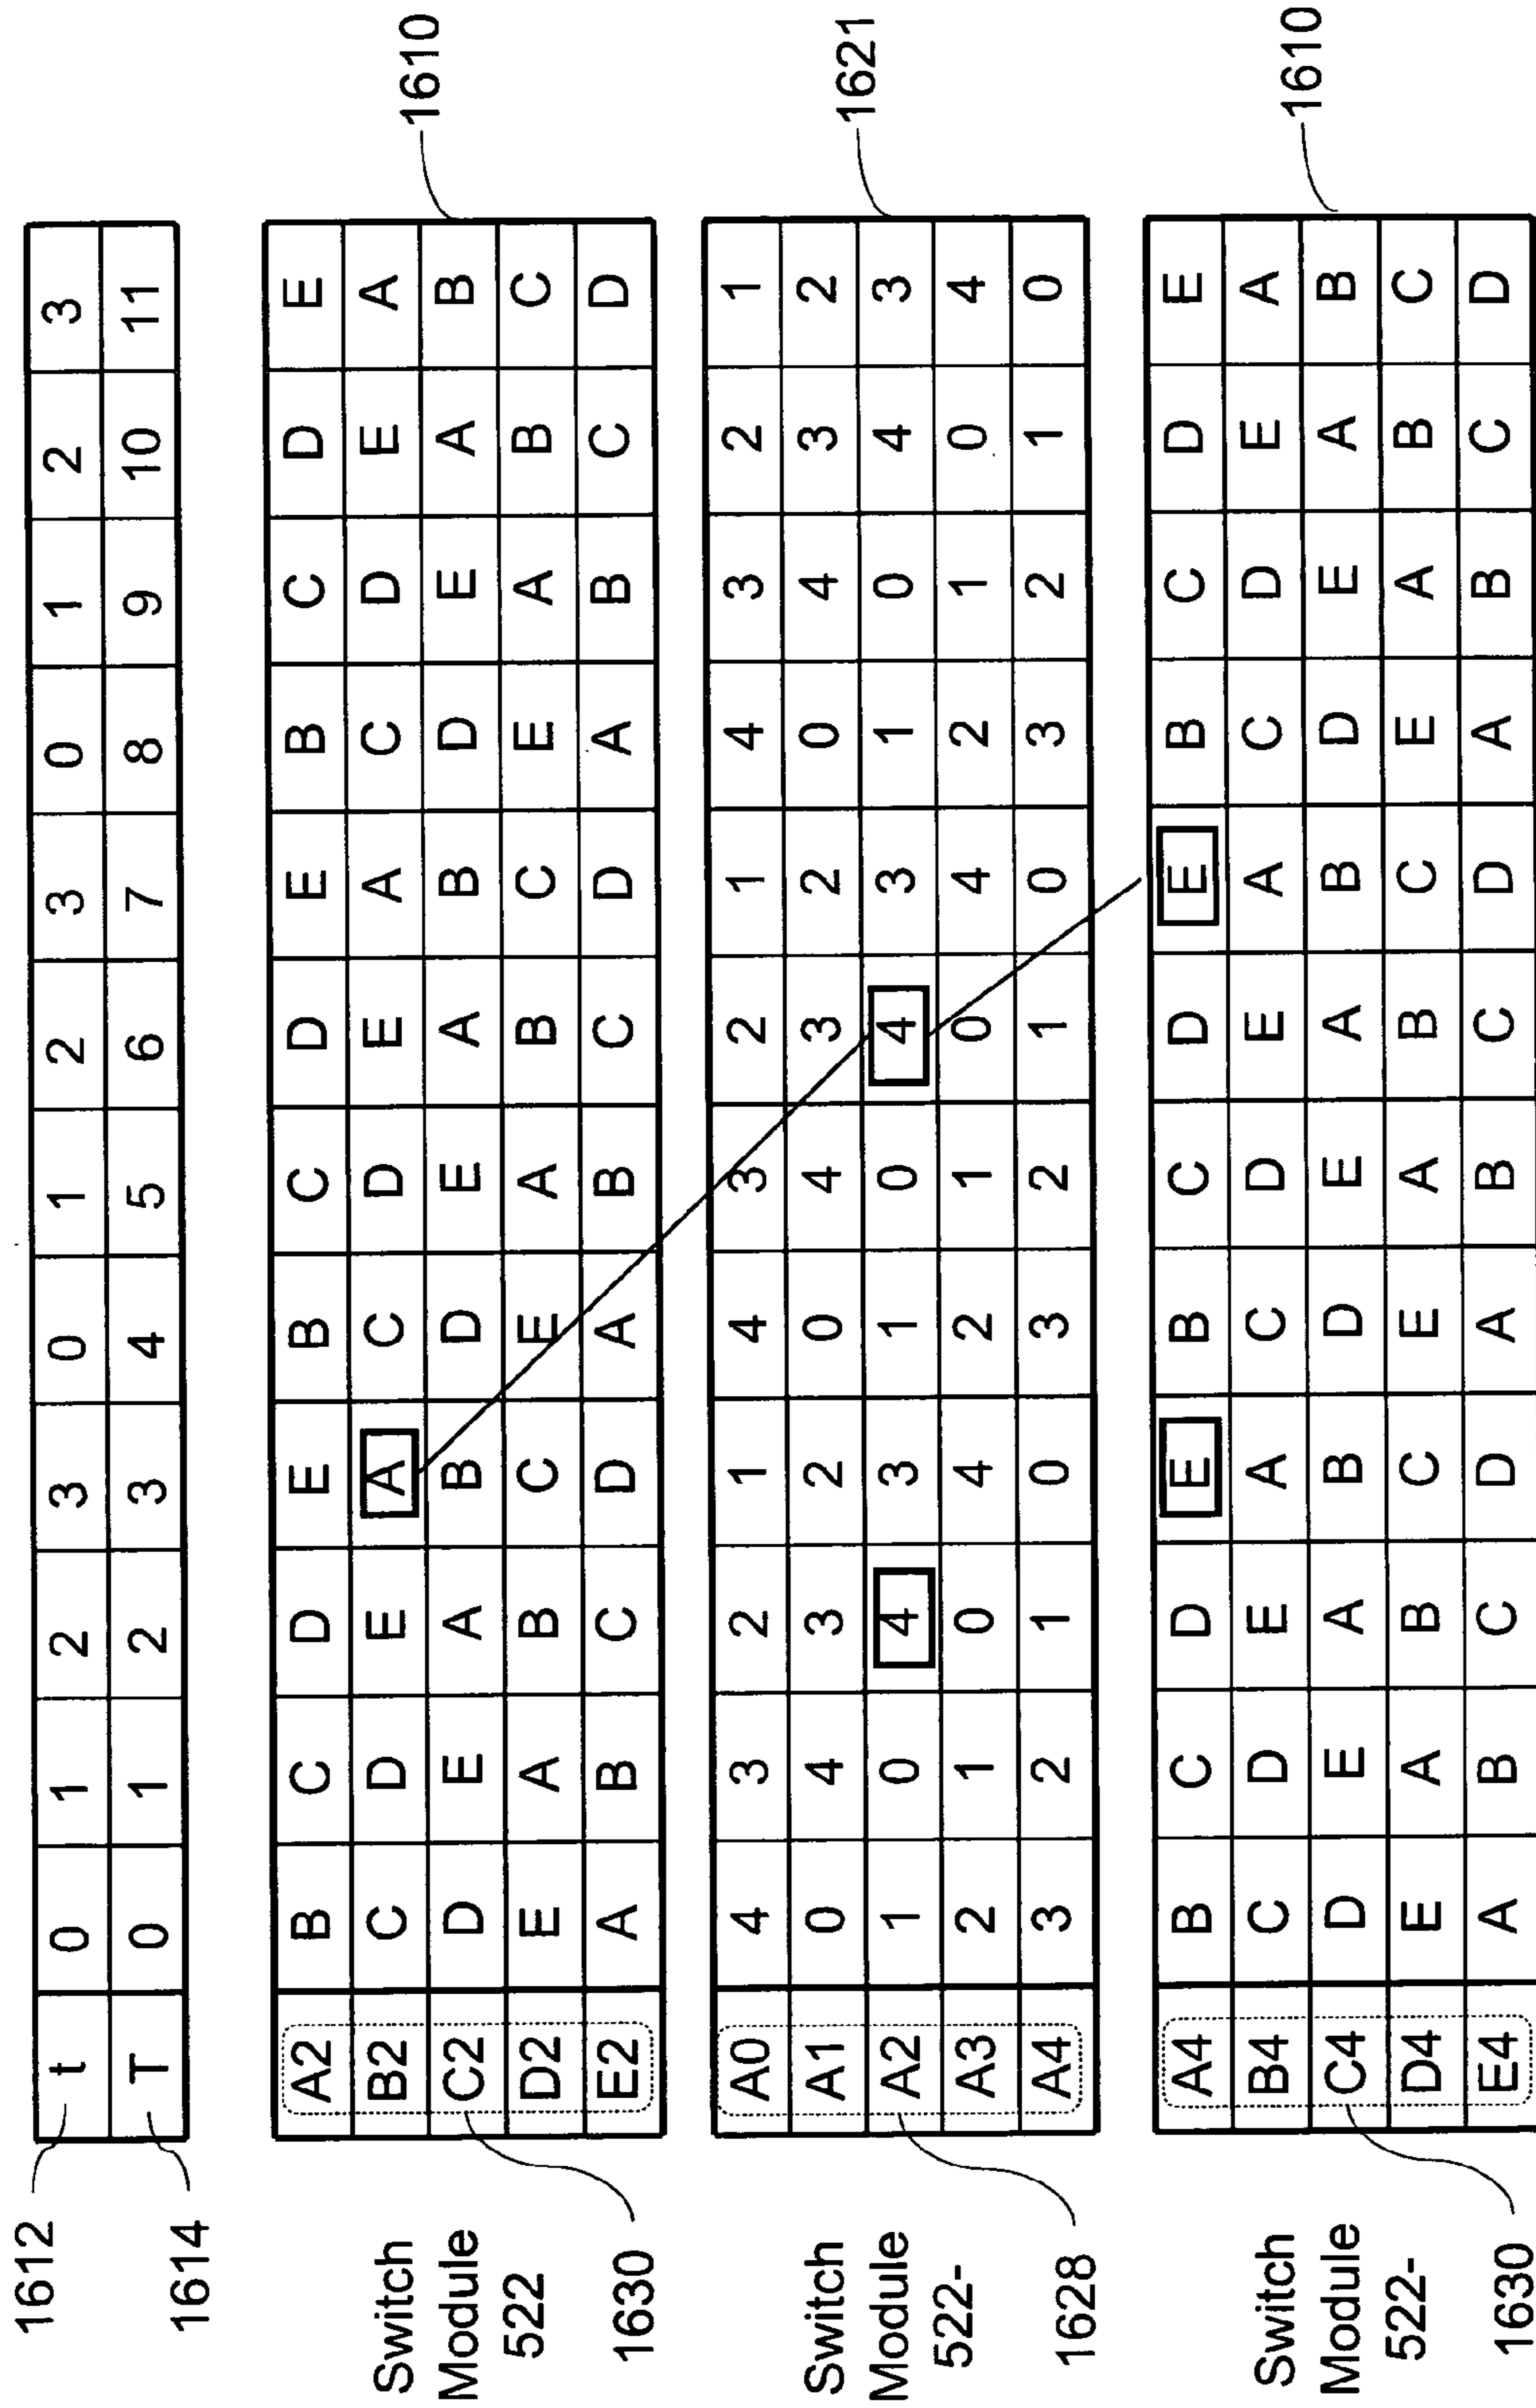 1612
t 0 1 2 3 0 1 2 3 0 1 2 3
T 0 1 2 3 4 5 6 7 8 9 10 11
1614
1610
A2 B C D E B C D E B C D E
B2 C D E A C D E A C D E A
C2 D E A B D E A B D E A B
D2 E A B C E A B C E A B C
E2 A B C D A B C D A B C D
Switch
Module
522
1630
1621
A0 4 3 2 1 4 3 2 1 4 3 2 1
A1 0 4 3 2 0 4 3 2 0 4 3 2
A2 1 0 4 3 1 0 4 3 1 0 4 3
A3 2 1 0 4 2 1 0 4 2 1 0 4
A4 3 2 1 0 3 2 1 0 3 2 1 0
Switch
Module
522-
1628
1610
A4 B C D E B C D E B C D E
B4 C D E A C D E A C D E A
C4 D E A B D E A B D E A B
D4 E A B C E A B C E A B C
E4 A B C D A B C D A B C D
Switch
Module
522-
1630